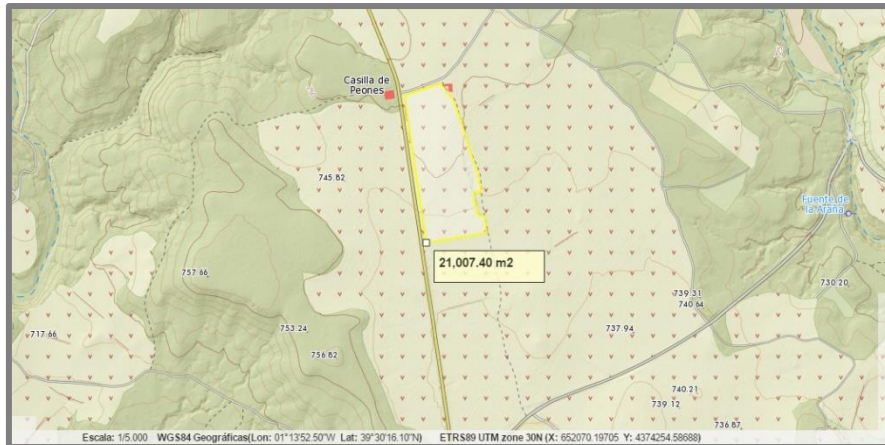 Casilla de
Peones
745.82
Fuente de
la Araña
21,007.40 m2
757.66
730.20
739.31
740.64
717.66
753.24
737.94
756.82
740.21
739.12
736.87
Escala: 1/5.000 WGS84 Geográficas(Lon: 01°13'52.50"W Lat: 39°30'16.10"N) ETRS89 UTM zone 30N (X: 652070.19705 Y: 4374254.58688)